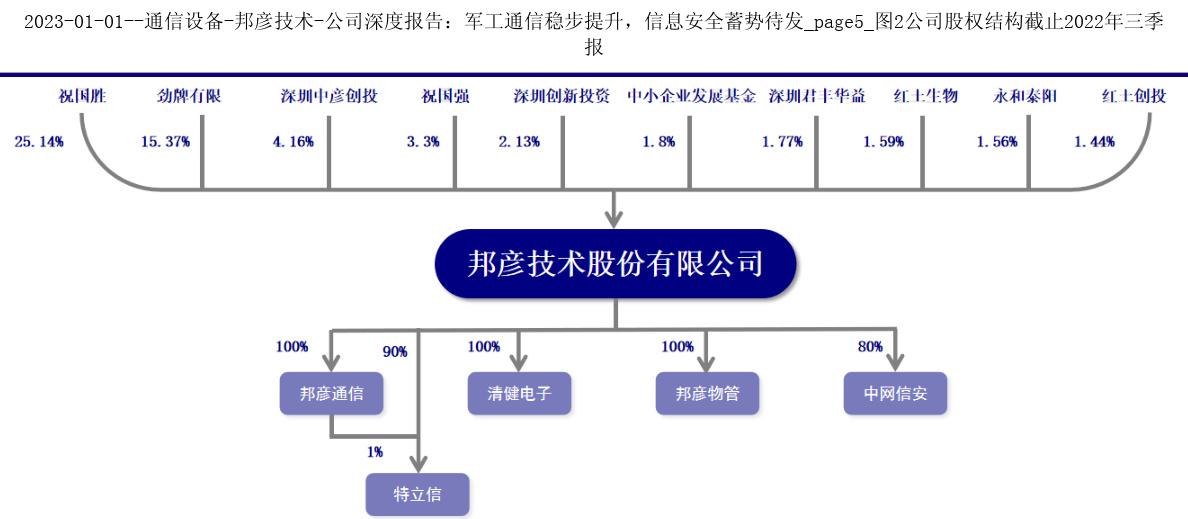 2023-01-01--通信设备-邦彦技术-公司深度报告：军工通信稳步提升，信息安全蓄势待发_page5_图2公司股权结构截止2022年三季
报
祝国胜 劲牌有限 深圳中彦创投 祝国强 深圳创新投资 中小企业发展基金 深圳君丰华益 红土生物 永和泰阳 红土创投
25.14% 15.37% 4.16% 3.3% 2.13% 1.8% 1.77% 1.59% 1.56% 1.44%
邦彦技术股份有限公司
100% 90% 100% 100% 80%
邦彦通信 清健电子 邦彦物管 中网信安
1%
特立信